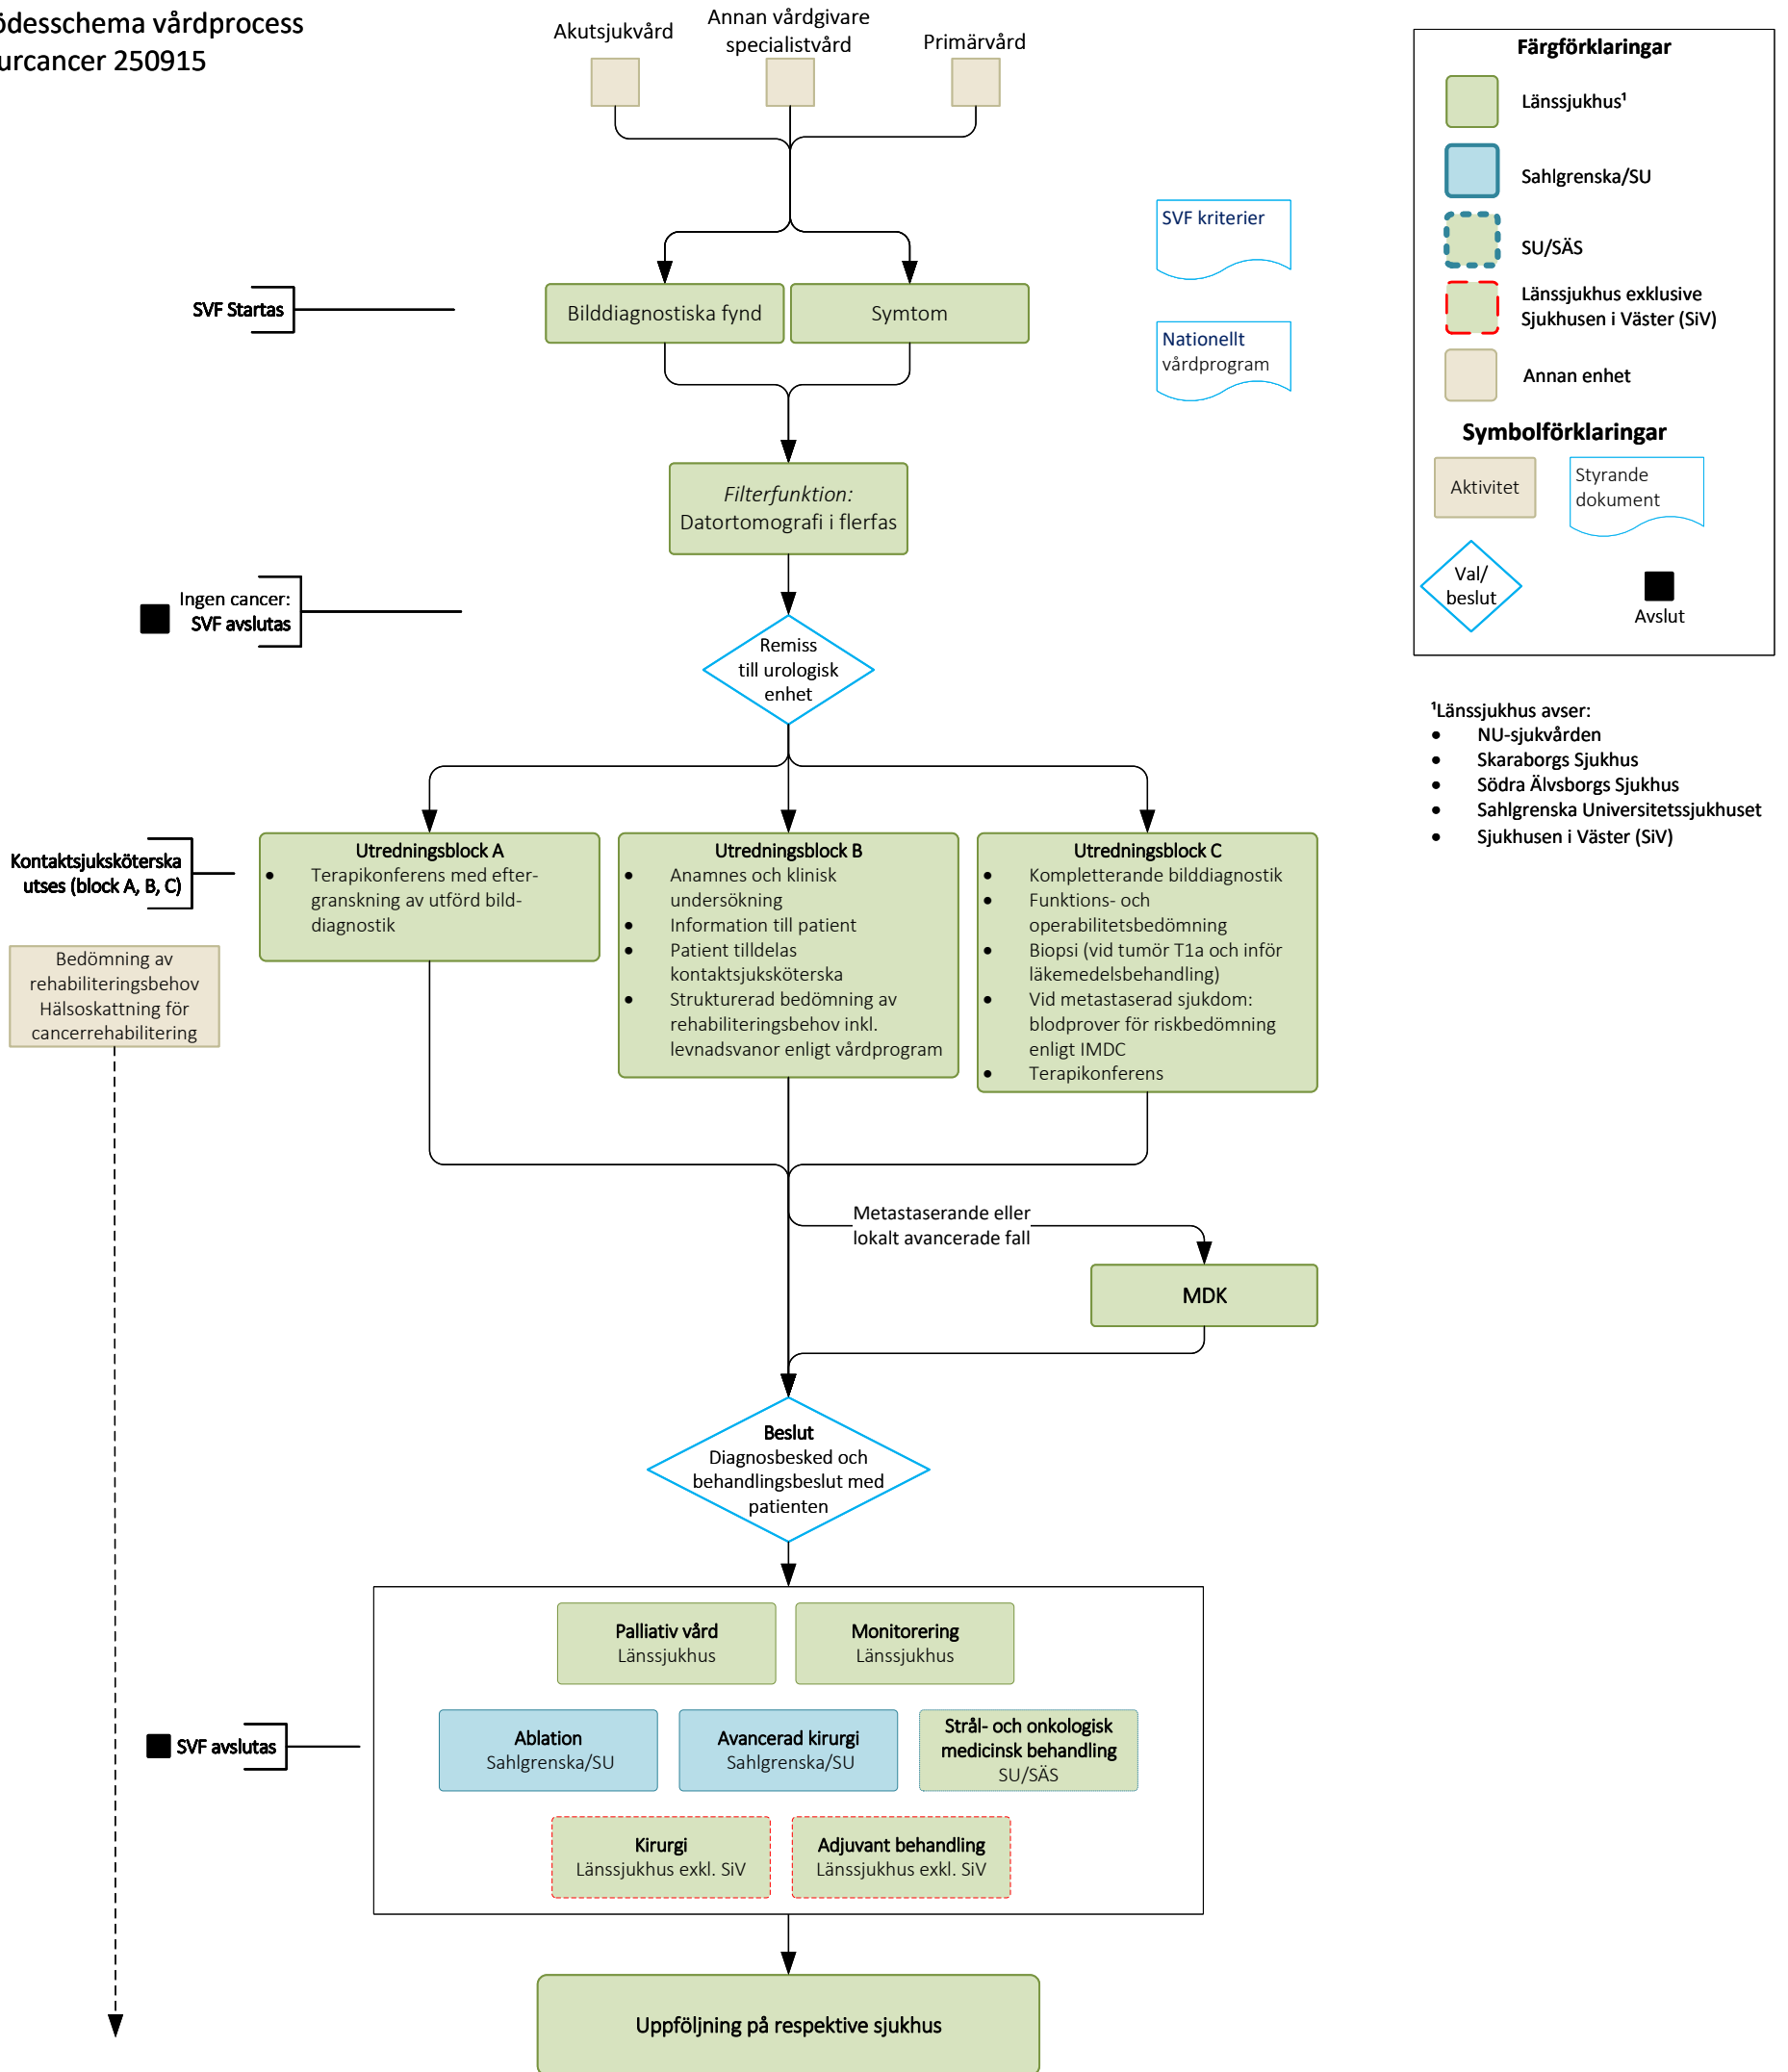 ödesschema vårdprocess
urcancer 250915
Akutsjukvård
Annan vårdgivare
specialistvård
Primärvård
SVF kriterier
SVF Startas
Bilddiagnostiska fynd
Symtom
Nationellt
vårdprogram
Filterfunktion:
Datortomografi i flerfas
Ingen cancer:
SVF avslutas
Remiss
till urologisk
enhet
Kontaktsjuksköterska
utses (block A, B, C)
Utredningsblock A
• Terapikonferens med efter-
granskning av utförd bild-
diagnostik
Utredningsblock B
• Anamnes och klinisk
undersökning
• Information till patient
• Patient tilldelas
kontaktsjuksköterska
• Strukturerad bedömning av
rehabiliteringsbehov inkl.
levnadsvanor enligt vårdprogram
Utredningsblock C
• Kompletterande bilddiagnostik
• Funktions- och
operabilitetsbedömning
• Biopsi (vid tumör T1a och inför
läkemedelsbehandling)
• Vid metastaserad sjukdom:
blodprover för riskbedömning
enligt IMDC
• Terapikonferens
Bedömning av
rehabiliteringsbehov
Hälsoskattning för
cancerrehabilitering
Metastaserande eller
lokalt avancerade fall
MDK
Beslut
Diagnosbesked och
behandlingsbeslut med
patienten
Palliativ vård
Länssjukhus
Monitorering
Länssjukhus
SVF avslutas
Ablation
Sahlgrenska/SU
Avancerad kirurgi
Sahlgrenska/SU
Strål- och onkologisk
medicinsk behandling
SU/SÄS
Kirurgi
Länssjukhus exkl. SiV
Adjuvant behandling
Länssjukhus exkl. SiV
Uppföljning på respektive sjukhus
Färgförklaringar
Länssjukhus¹
Sahlgrenska/SU
SU/SÄS
Länssjukhus exklusive
Sjukhusen i Väster (SiV)
Annan enhet
Symbolförklaringar
Aktivitet
Styrande
dokument
Val/
beslut
Avslut
¹Länssjukhus avser:
• NU-sjukvården
• Skaraborgs Sjukhus
• Södra Älvsborgs Sjukhus
• Sahlgrenska Universitetssjukhuset
• Sjukhusen i Väster (SiV)